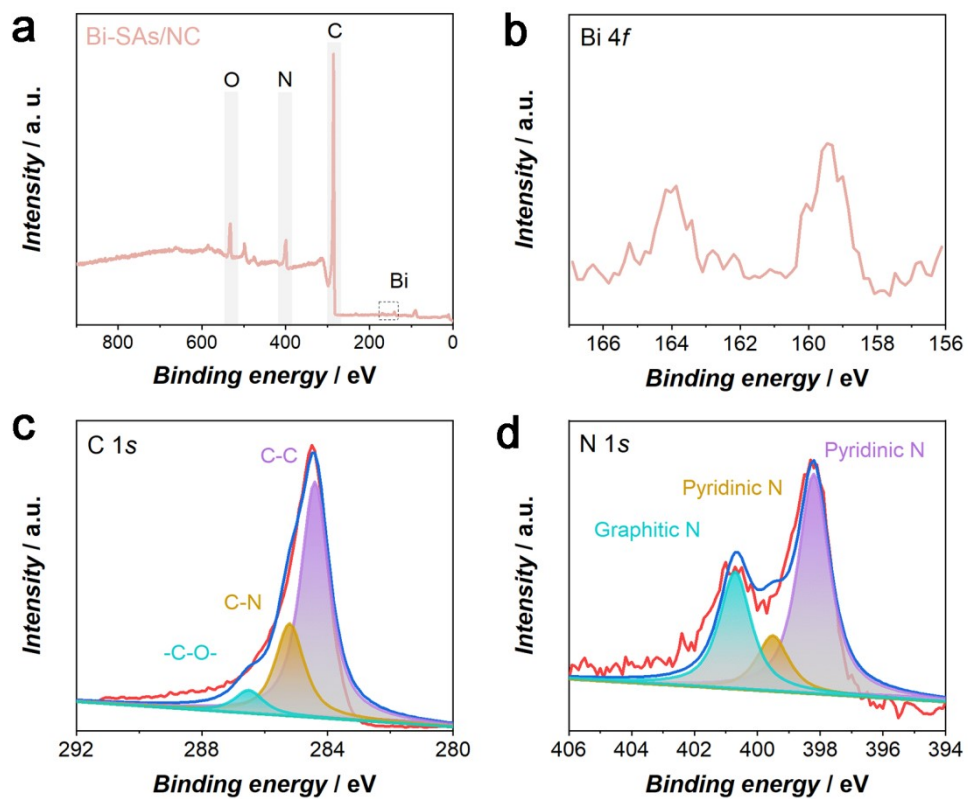 a
Bi-SAs/NC
O
N
C
Bi
Intensity / a. u.
800
600
400
200
0
Binding energy / eV
b
Bi 4f
Intensity / a. u.
166
164
162
160
158
156
Binding energy / eV
c
C 1s
C-C
C-N
-C-O-
Intensity / a.u.
292
288
284
280
Binding energy / eV
d
N 1s
Pyridinic N
Pyridinic N
Graphitic N
Intensity / a.u.
406
404
402
400
398
396
394
Binding energy / eV